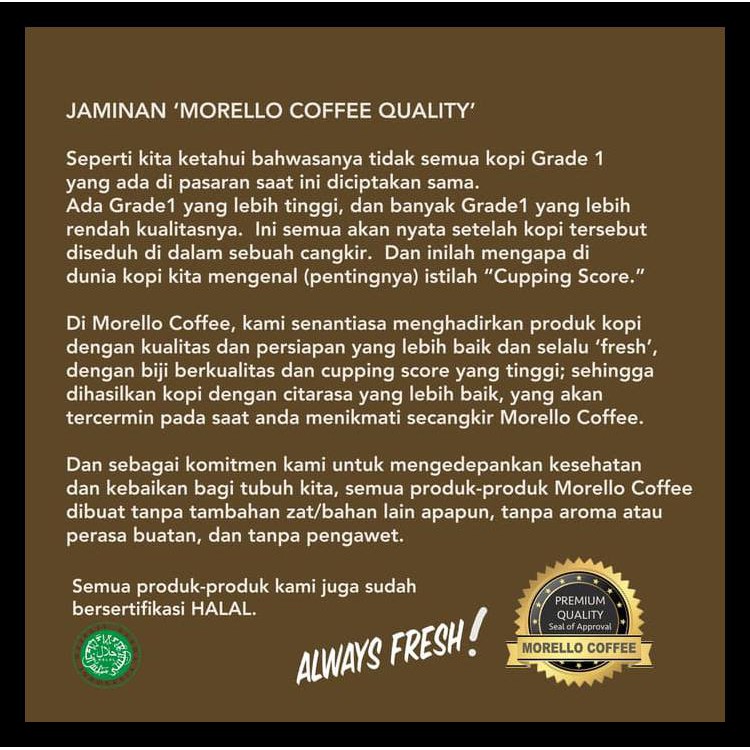 JAMINAN ‘MORELLO COFFEE QUALITY’
Seperti kita ketahui bahwasanya tidak semua kopi Grade 1
yang ada di pasaran saat ini diciptakan sama.
Ada Grade1 yang lebih tinggi, dan banyak Grade1 yang lebih
rendah kualitasnya.  Ini semua akan nyata setelah kopi tersebut
diseduh di dalam sebuah cangkir.  Dan inilah mengapa di
dunia kopi kita mengenal (pentingnya) istilah “Cupping Score.”
Di Morello Coffee, kami senantiasa menghadirkan produk kopi
dengan kualitas dan persiapan yang lebih baik dan selalu ‘fresh’,
dengan biji berkualitas dan cupping score yang tinggi; sehingga
dihasilkan kopi dengan citarasa yang lebih baik, yang akan
tercermin pada saat anda menikmati secangkir Morello Coffee.
Dan sebagai komitmen kami untuk mengedepankan kesehatan
dan kebaikan bagi tubuh kita, semua produk-produk Morello Coffee
dibuat tanpa tambahan zat/bahan lain apapun, tanpa aroma atau
perasa buatan, dan tanpa pengawet.
Semua produk-produk kami juga sudah
bersertifikasi HALAL.
حلال
ALWAYS FRESH!
PREMIUM
QUALITY
Seal of Approval
MORELLO COFFEE